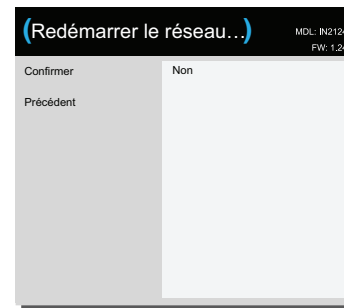 (Redémarrer le réseau…)
MDL: IN2124
FW: 1.24
Confirmer
Non
Précédent